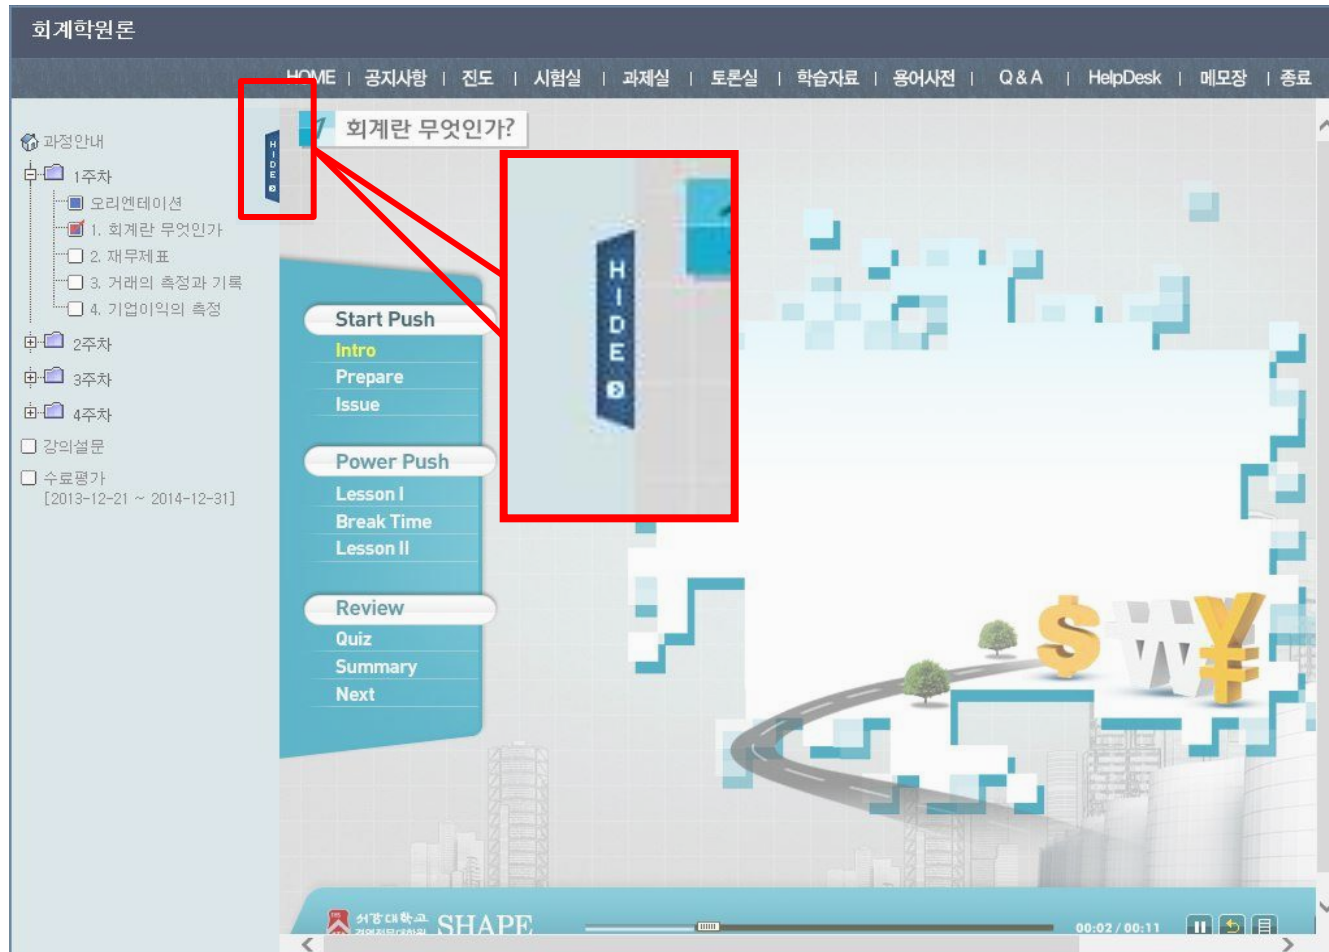 회계학원론
HOME | 공지사항 | 진도 | 시험실 | 과제실 | 토론실 | 학습자료 | 용어사전 | Q & A | HelpDesk | 메모장 | 종료
과정안내
1주차
오리엔테이션
1. 회계란 무엇인가
2. 재무제표
3. 거래의 측정과 기록
4. 기업이익의 측정
2주차
3주차
4주차
강의설문
수료평가
[2013-12-21 ~ 2014-12-31]
HIDE
1 회계란 무엇인가?
HIDE
Start Push
Intro
Prepare
Issue
Power Push
Lesson I
Break Time
Lesson II
Review
Quiz
Summary
Next
서강대학교
SHAPE
00:02 / 00:11